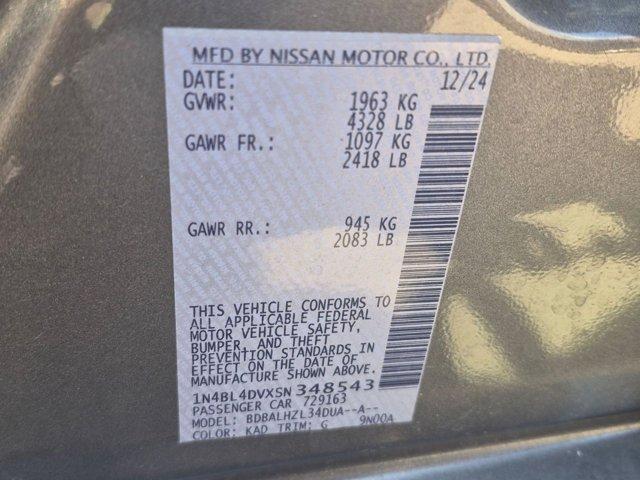 MFD BY NISSAN MOTOR CO., LTD.
DATE: 12/24
GVWR: 1963 KG
4328 LB
GAWR FR.: 1097 KG
2418 LB
GAWR RR.: 945 KG
2083 LB
THIS VEHICLE CONFORMS TO
ALL APPLICABLE FEDERAL
MOTOR VEHICLE SAFETY,
BUMPER, AND THEFT
PREVENTION STANDARDS IN
EFFECT ON THE DATE OF
MANUFACTURE SHOWN ABOVE.
1N4BL4DVXSN348543
PASSENGER CAR 729163
MODEL: BDBALHZL34DUA--A--
COLOR: KAD TRIM: G 9N00A